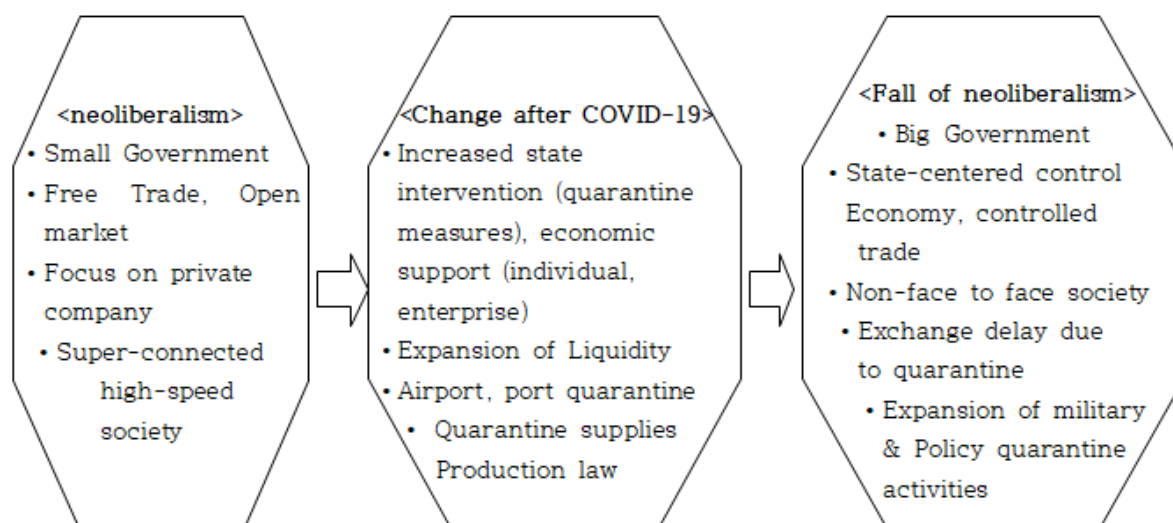 <neoliberalism>
• Small Government
• Free Trade, Open
market
• Focus on private
company
• Super-connected
high-speed
society
<Change after COVID-19>
• Increased state
intervention (quarantine
measures), economic
support (individual,
enterprise)
• Expansion of Liquidity
• Airport, port quarantine
• Quarantine supplies
Production law
<Fall of neoliberalism>
• Big Government
• State-centered control
Economy, controlled
trade
• Non-face to face society
• Exchange delay due
to quarantine
• Expansion of military
& Policy quarantine
activities